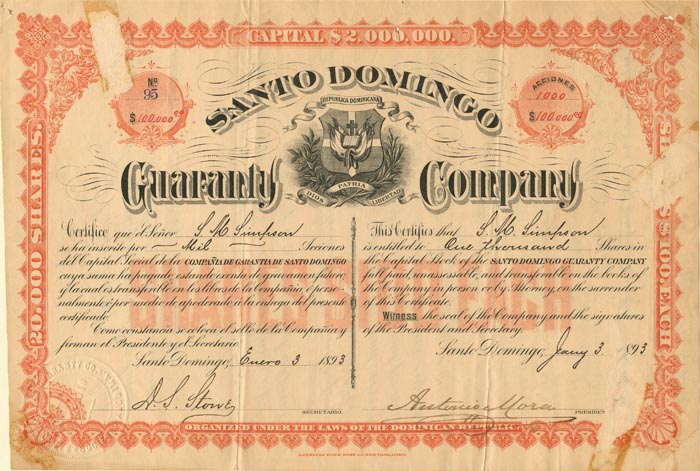 CAPITAL $2.000.000.
No
95
$100.000.00
SANTO DOMINGO
ACCIONES
1000
$100.000.00
REPUBLICA DOMINICANA
DIOS PATRIA LIBERTAD
Guaranty Company
20.000 SHARES.
$100. EACH
Certifico que el Señor S. M. Simpson
se ha inscrito por Mil Acciones
del Capital Social de la COMPAÑIA DE GARANTIA DE SANTO DOMINGO
cuya suma ha pagado, estando exento de gravamen futuro
y la cual es transferible en los libros de la Compañia, ó perso-
nalmente ó por medio de apoderado á la entrega del presente
certificado.
Como constancia se coloca el sello de la Compañia y
firman el Presidente y el Secretario
Santo Domingo, Enero 3 1893
This Certifies that S. M. Simpson
is entitled to One thousand Shares in
the Capital Stock of the SANTO DOMINGO GUARANTY COMPANY
full paid, unassessable, and transferable on the books of
the Company in person or by Attorney, on the surrender
of this Certificate.
Witness the seal of the Company and the signatures
of the President and Secretary.
Santo Domingo, Jany 3 1893
SHARES $100 EACH
A. S. Stowe
SECRETARIO.
Antonio Mora
PRESIDEN
ORGANIZED UNDER THE LAWS OF THE DOMINICAN REPUBLIC